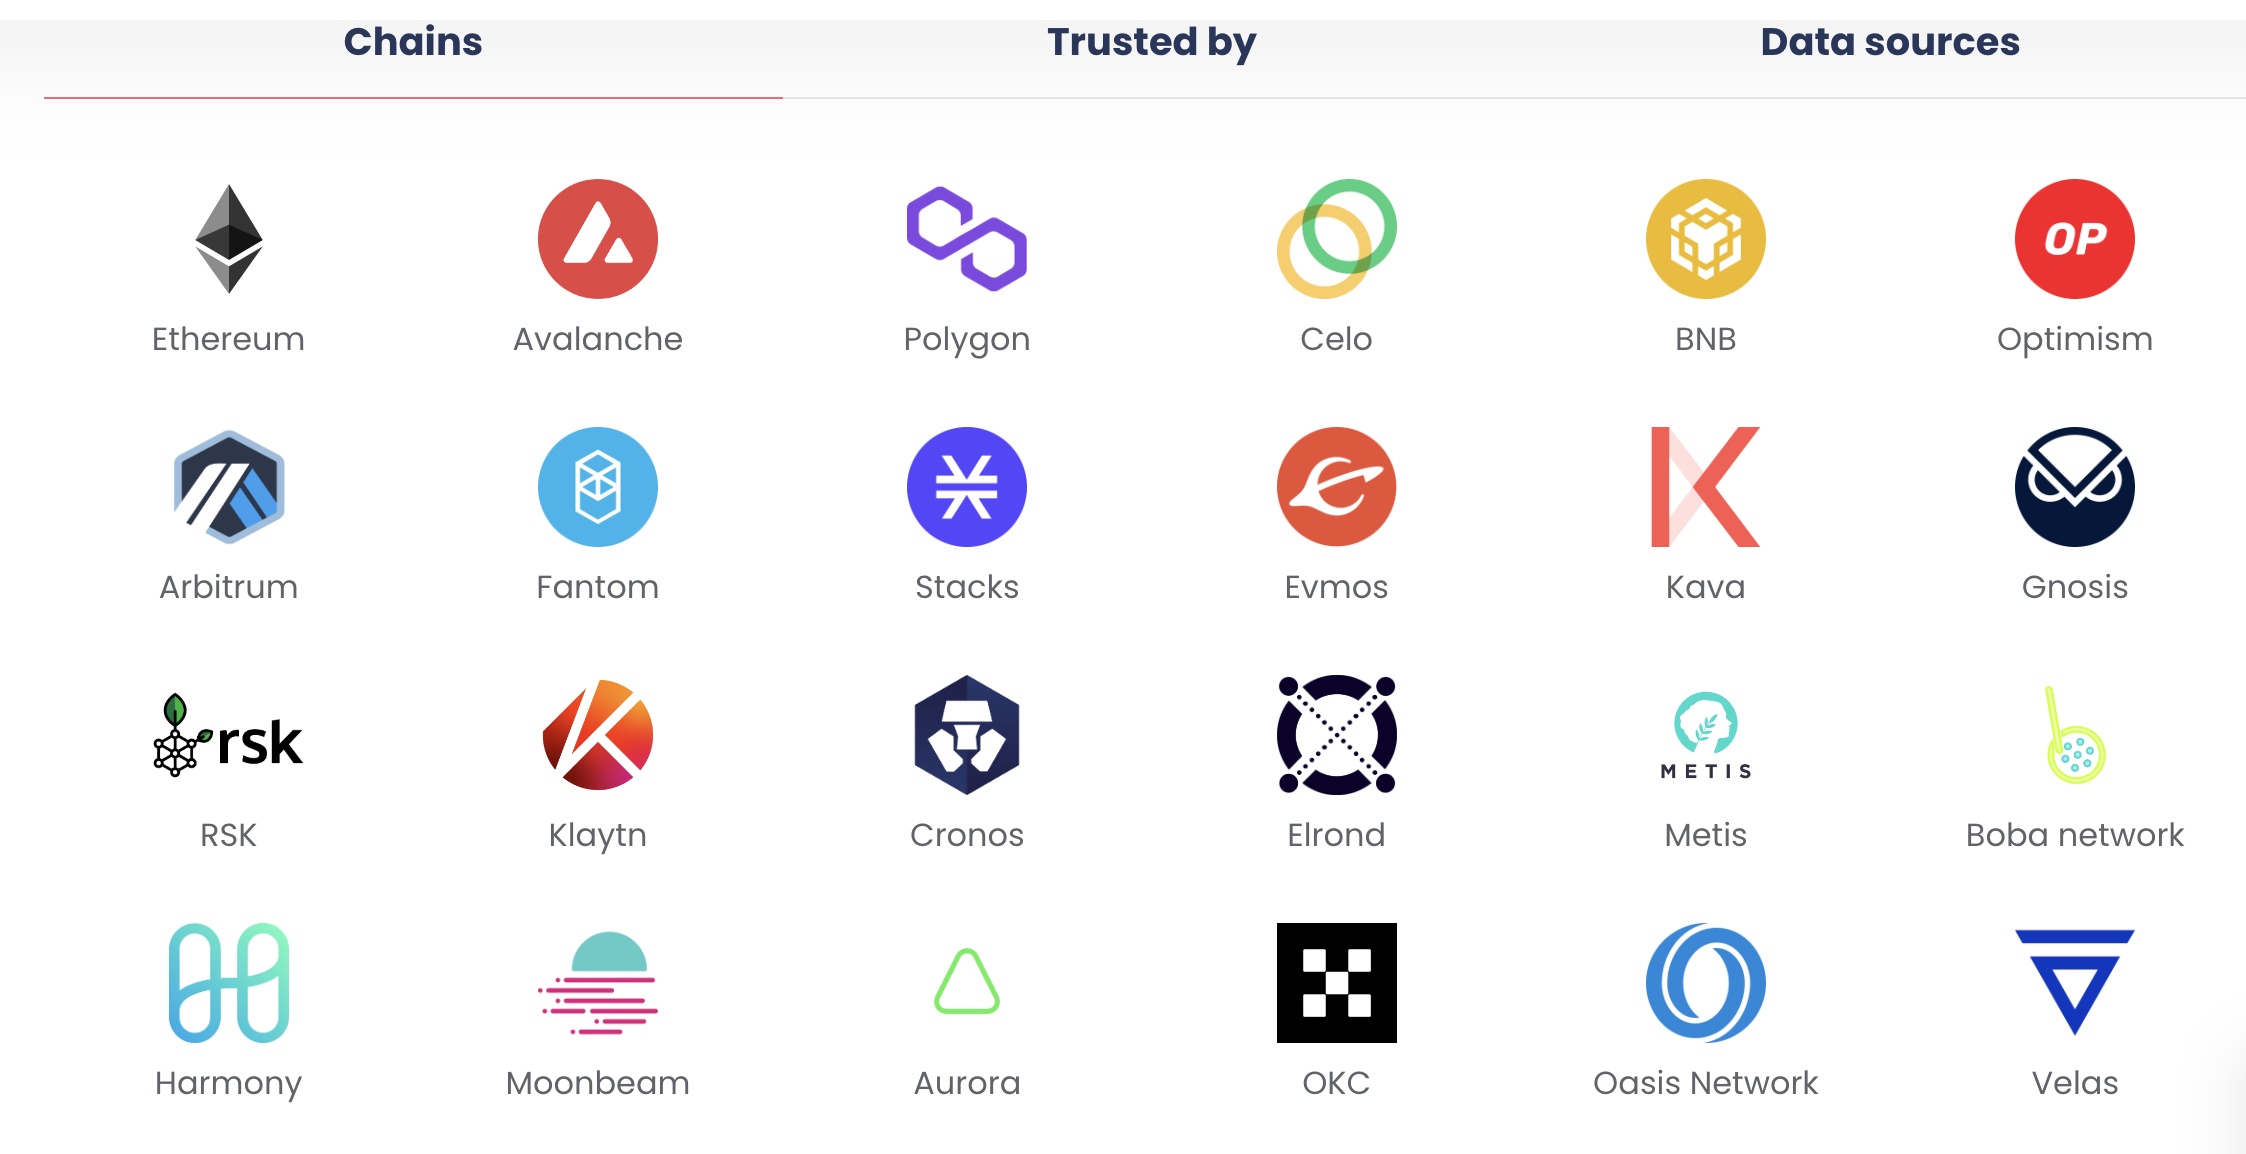 Chains Trusted by Data sources
OP
Ethereum Avalanche Polygon Celo BNB Optimism
Arbitrum Fantom Stacks Evmos Kava Gnosis
rsk
METIS
RSK Klaytn Cronos Elrond Metis Boba network
Harmony Moonbeam Aurora OKC Oasis Network Velas